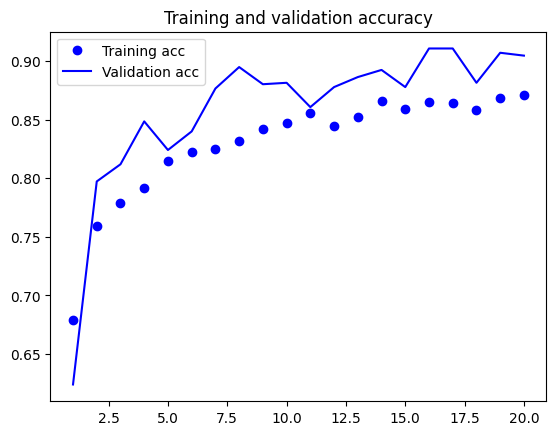 Training and validation accuracy
Training acc
Validation acc
0.90
0.85
0.80
0.75
0.70
0.65
2.5 5.0 7.5 10.0 12.5 15.0 17.5 20.0